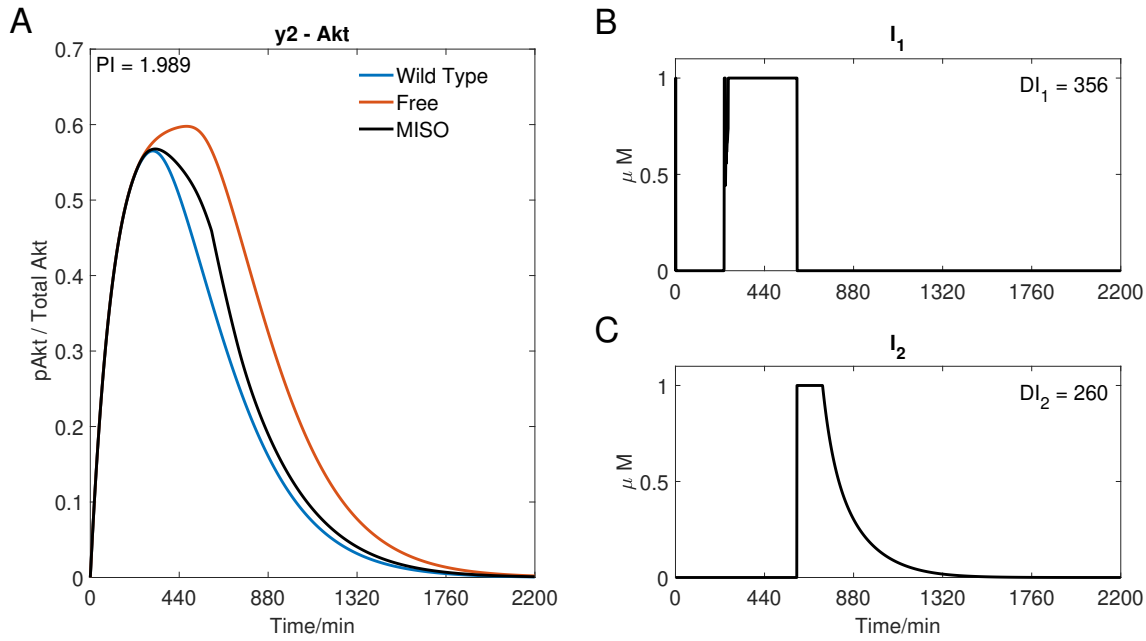 A
y2 - Akt
PI = 1.989
Wild Type
Free
MISO
0.7
0.6
0.5
0.4
0.3
0.2
0.1
0
pAkt / Total Akt
0 440 880 1320 1760 2200
Time/min
B
I₁
DI₁ = 356
1
0.5
0
μ M
0 440 880 1320 1760 2200
C
I₂
DI₂ = 260
1
0.5
0
μ M
0 440 880 1320 1760 2200
Time/min